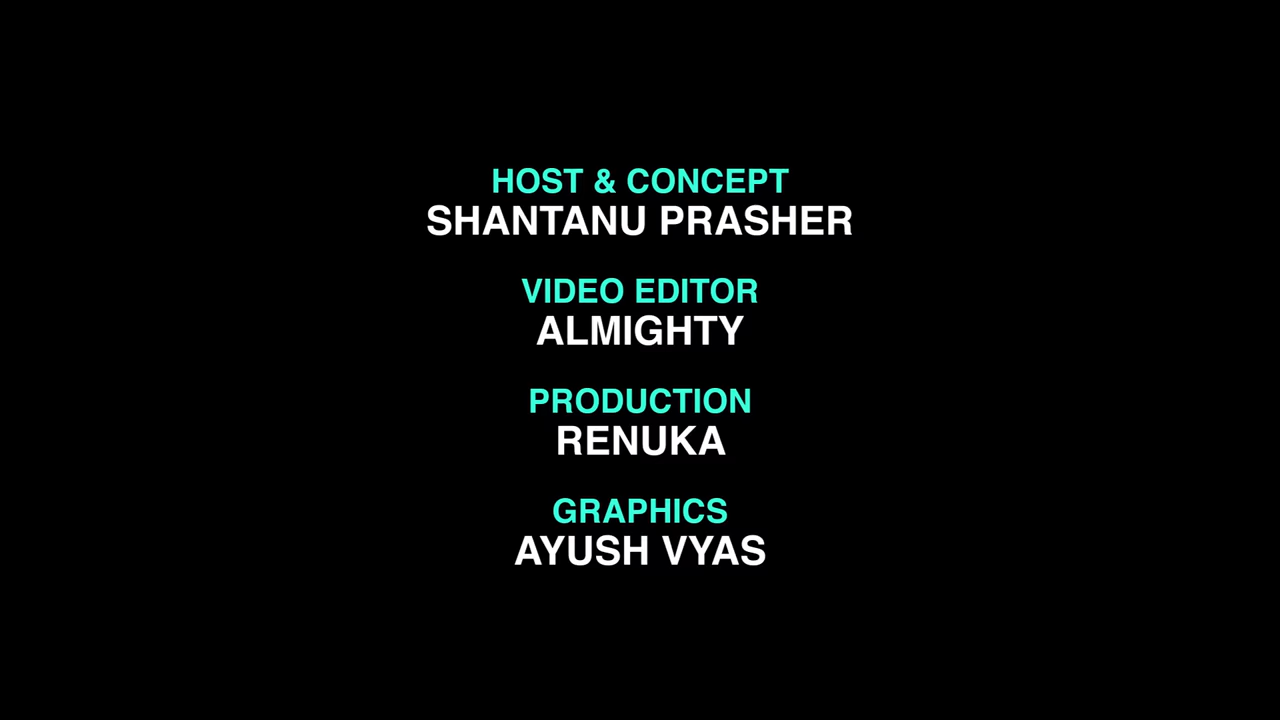 HOST & CONCEPT
SHANTANU PRASHER
VIDEO EDITOR
ALMIGHTY
PRODUCTION
RENUKA
GRAPHICS
AYUSH VYAS